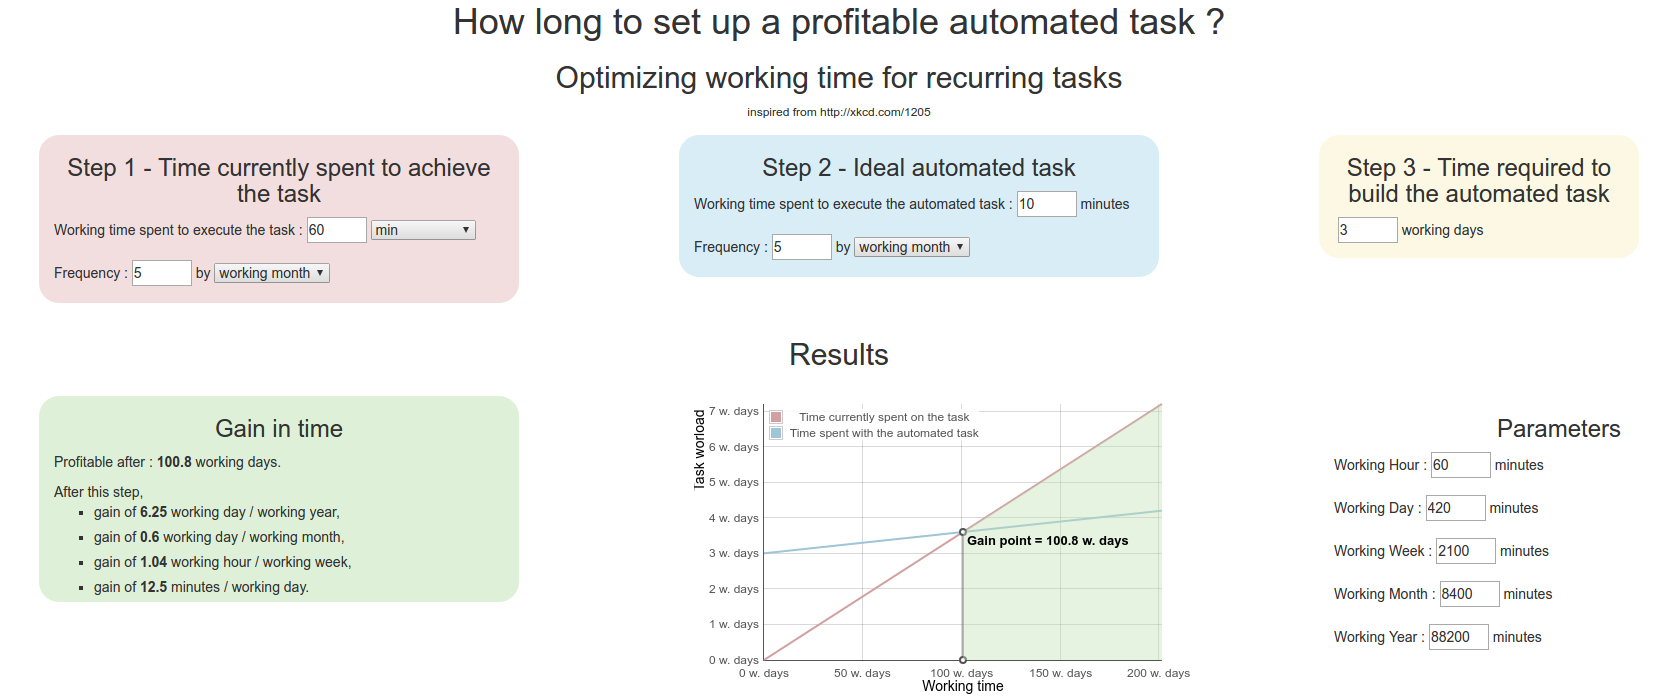 How long to set up a profitable automated task ?
Optimizing working time for recurring tasks
inspired from http://xkcd.com/1205
Step 1 - Time currently spent to achieve
the task
Working time spent to execute the task : 60 min
Frequency : 5 by working month
Step 2 - Ideal automated task
Working time spent to execute the automated task : 10 minutes
Frequency : 5 by working month
Step 3 - Time required to
build the automated task
3 working days
Results
Gain in time
Profitable after : 100.8 working days.
After this step,
gain of 6.25 working day / working year,
gain of 0.6 working day / working month,
gain of 1.04 working hour / working week,
gain of 12.5 minutes / working day.
Task worload
7 w. days
6 w. days
5 w. days
4 w. days
3 w. days
2 w. days
1 w. days
0 w. days
Time currently spent on the task
Time spent with the automated task
Gain point = 100.8 w. days
0 w. days 50 w. days 100 w. days 150 w. days 200 w. days
Working time
Parameters
Working Hour : 60 minutes
Working Day : 420 minutes
Working Week : 2100 minutes
Working Month : 8400 minutes
Working Year : 88200 minutes